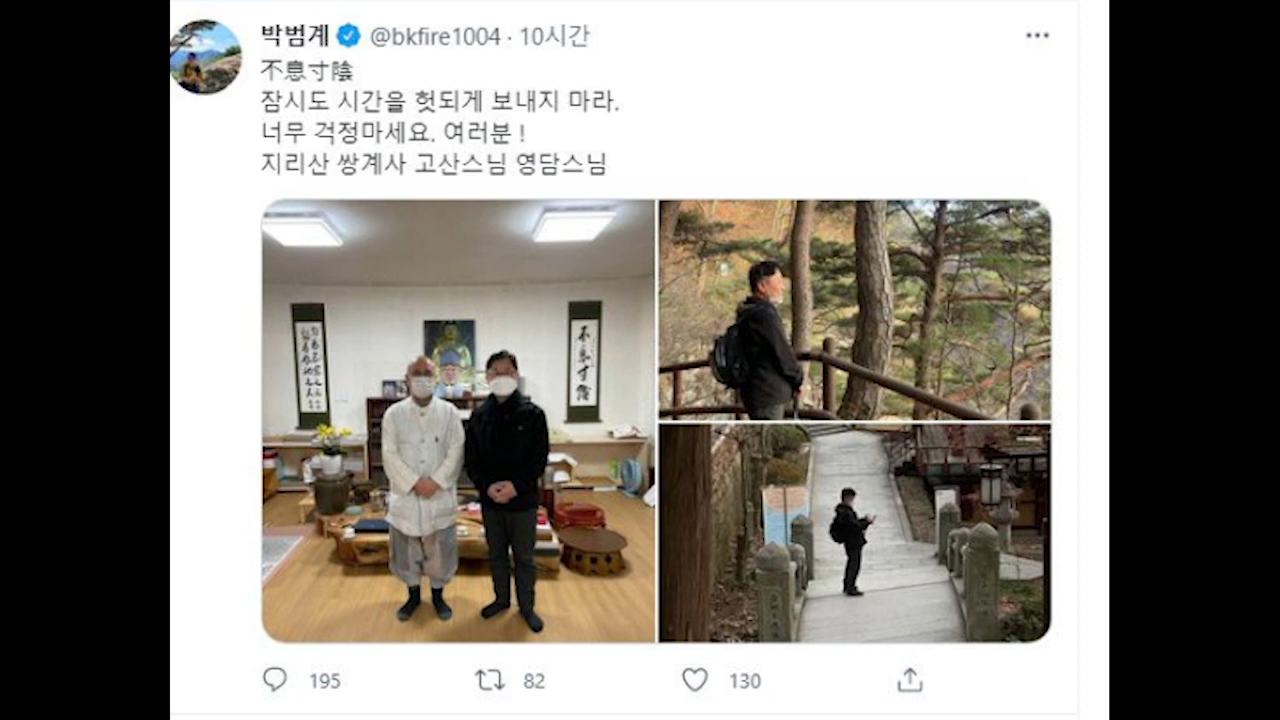 박범계 @bkfire1004 · 10시간
不息寸陰
잠시도 시간을 헛되게 보내지 마라.
너무 걱정마세요. 여러분 !
지리산 쌍계사 고산스님 영담스님
不息寸陰
195 82 130